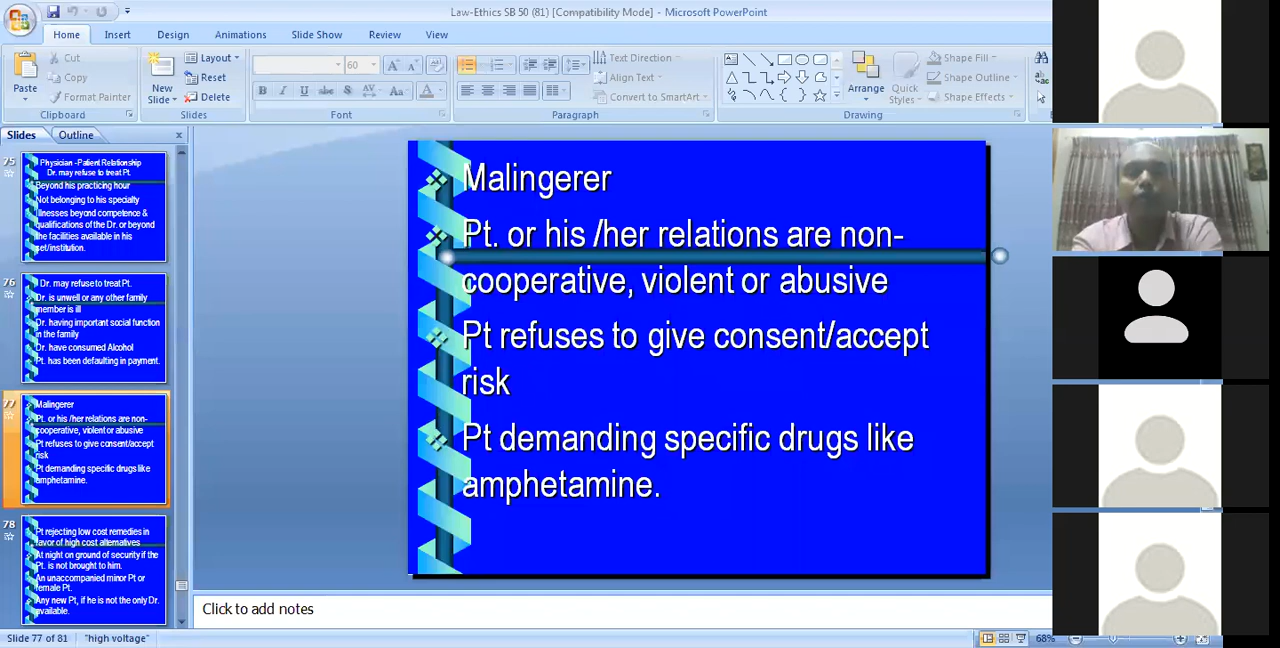 Law-Ethics SB 50 (81) [Compatibility Mode] - Microsoft PowerPoint
Home Insert Design Animations Slide Show Review View
Paste
Cut
Copy
Format Painter
Clipboard
New
Slide
Layout
Reset
Delete
Slides
60
Font
Paragraph
Text Direction
Align Text
Convert to SmartArt
Arrange
Quick
Styles
Shape Fill
Shape Outline
Shape Effects
Drawing
Slides Outline
75
Physician -Patient Relationship
Dr. may refuse to treat Pt.
Beyond his practicing hour
Not belonging to his specialty
Illnesses beyond competence &
qualifications of the Dr. or beyond
the facilities available in his
set/institution.
76
Dr. may refuse to treat Pt.
Dr. is unwell or any other family
member is ill
Dr. having important social function
in the family
Dr. have consumed Alcohol
Pt. has been defaulting in payment.
77
Malingerer
Pt. or his /her relations are non-
cooperative, violent or abusive
Pt refuses to give consent/accept
risk
Pt demanding specific drugs like
amphetamine.
78
Pt rejecting low cost remedies in
favor of high cost alternatives
At night on ground of security if the
Pt. is not brought to him.
An unaccompanied minor Pt or
female Pt.
Any new Pt, if he is not the only Dr.
available.
Malingerer
Pt. or his /her relations are non-
cooperative, violent or abusive
Pt refuses to give consent/accept
risk
Pt demanding specific drugs like
amphetamine.
Click to add notes
Slide 77 of 81 "high voltage" 68%